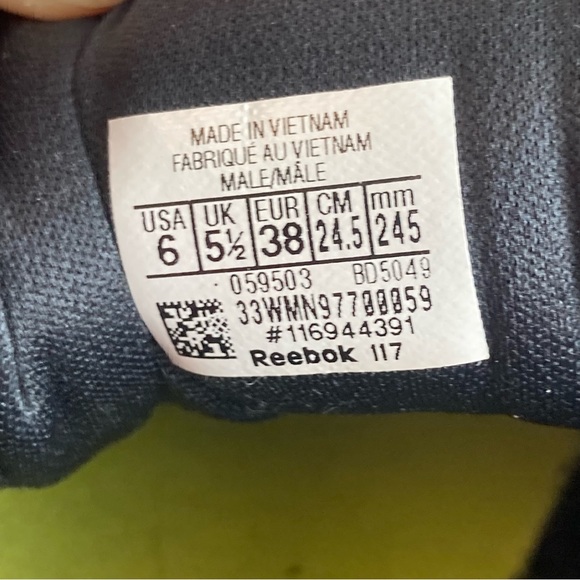 MADE IN VIETNAM
FABRIQUÉ AU VIETNAM
MALE/MÂLE
USA UK EUR CM mm
6 5½ 38 24.5 245
059503 BD5049
33WMN97700059
#116944391
Reebok 117